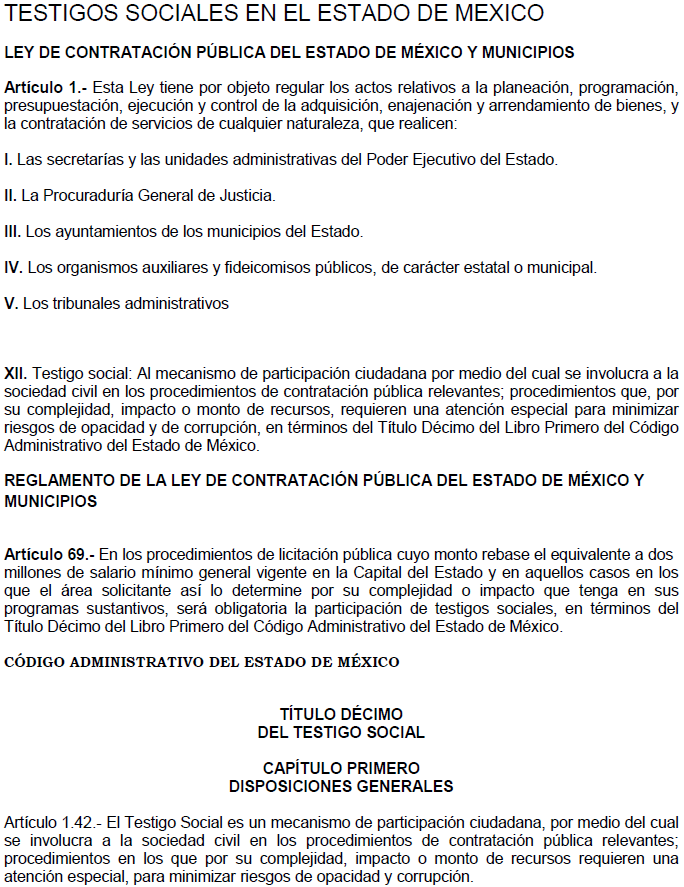 TESTIGOS SOCIALES EN EL ESTADO DE MEXICO
LEY DE CONTRATACIÓN PÚBLICA DEL ESTADO DE MÉXICO Y MUNICIPIOS
Artículo 1.- Esta Ley tiene por objeto regular los actos relativos a la planeación, programación,
presupuestación, ejecución y control de la adquisición, enajenación y arrendamiento de bienes, y
la contratación de servicios de cualquier naturaleza, que realicen:
I. Las secretarías y las unidades administrativas del Poder Ejecutivo del Estado.
II. La Procuraduría General de Justicia.
III. Los ayuntamientos de los municipios del Estado.
IV. Los organismos auxiliares y fideicomisos públicos, de carácter estatal o municipal.
V. Los tribunales administrativos
XII. Testigo social: Al mecanismo de participación ciudadana por medio del cual se involucra a la
sociedad civil en los procedimientos de contratación pública relevantes; procedimientos que, por
su complejidad, impacto o monto de recursos, requieren una atención especial para minimizar
riesgos de opacidad y de corrupción, en términos del Título Décimo del Libro Primero del Código
Administrativo del Estado de México.
REGLAMENTO DE LA LEY DE CONTRATACIÓN PÚBLICA DEL ESTADO DE MÉXICO Y
MUNICIPIOS
Artículo 69.- En los procedimientos de licitación pública cuyo monto rebase el equivalente a dos
millones de salario mínimo general vigente en la Capital del Estado y en aquellos casos en los
que el área solicitante así lo determine por su complejidad o impacto que tenga en sus
programas sustantivos, será obligatoria la participación de testigos sociales, en términos del
Título Décimo del Libro Primero del Código Administrativo del Estado de México.
CÓDIGO ADMINISTRATIVO DEL ESTADO DE MÉXICO
TÍTULO DÉCIMO
DEL TESTIGO SOCIAL
CAPÍTULO PRIMERO
DISPOSICIONES GENERALES
Artículo 1.42.- El Testigo Social es un mecanismo de participación ciudadana, por medio del cual
se involucra a la sociedad civil en los procedimientos de contratación pública relevantes;
procedimientos en los que por su complejidad, impacto o monto de recursos requieren una
atención especial, para minimizar riesgos de opacidad y corrupción.